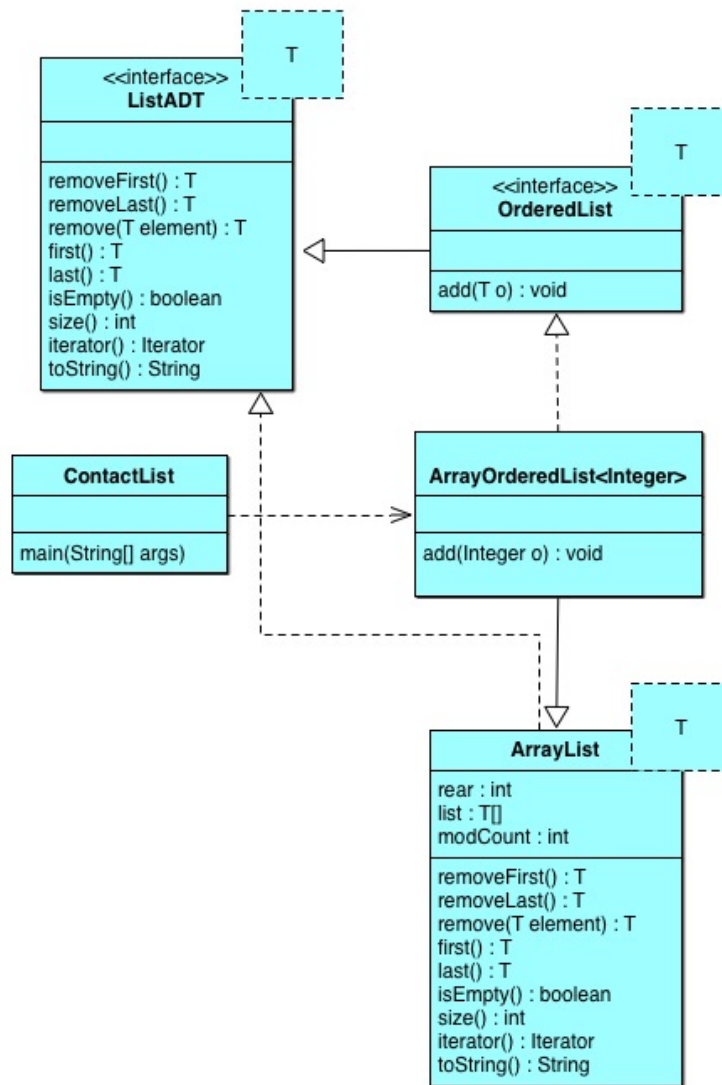 T
<<interface>>
ListADT
removeFirst() : T
removeLast() : T
remove(T element) : T
first() : T
last() : T
isEmpty() : boolean
size() : int
iterator() : Iterator
toString() : String
T
<<interface>>
OrderedList
add(T o) : void
ContactList
main(String[] args)
ArrayOrderedList<Integer>
add(Integer o) : void
T
ArrayList
rear : int
list : T[]
modCount : int
removeFirst() : T
removeLast() : T
remove(T element) : T
first() : T
last() : T
isEmpty() : boolean
size() : int
iterator() : Iterator
toString() : String